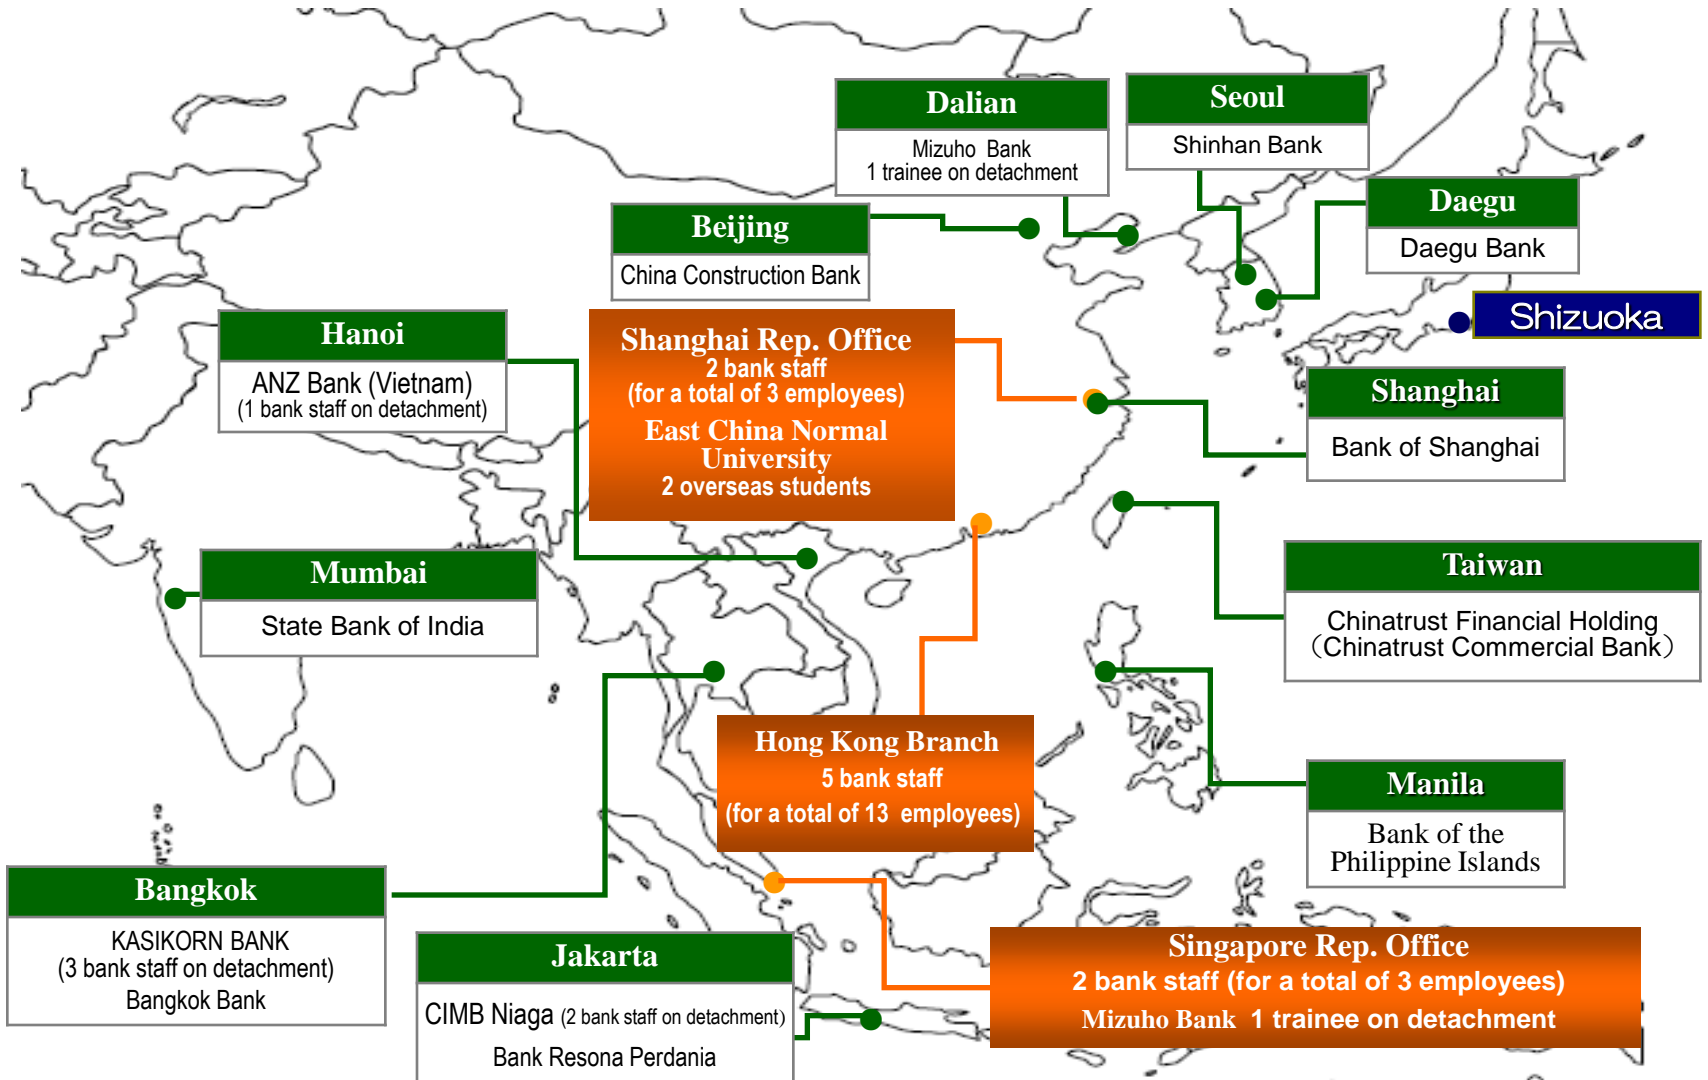 Dalian
Mizuho Bank
1 trainee on detachment
Seoul
Shinhan Bank
Daegu
Daegu Bank
Beijing
China Construction Bank
Shizuoka
Hanoi
ANZ Bank (Vietnam)
(1 bank staff on detachment)
Shanghai Rep. Office
2 bank staff
(for a total of 3 employees)
East China Normal
University
2 overseas students
Shanghai
Bank of Shanghai
Mumbai
State Bank of India
Taiwan
Chinatrust Financial Holding
（Chinatrust Commercial Bank）
Hong Kong Branch
5 bank staff
(for a total of 13 employees)
Manila
Bank of the
Philippine Islands
Bangkok
KASIKORN BANK
(3 bank staff on detachment)
Bangkok Bank
Jakarta
CIMB Niaga (2 bank staff on detachment)
Bank Resona Perdania
Singapore Rep. Office
2 bank staff (for a total of 3 employees)
Mizuho Bank 1 trainee on detachment